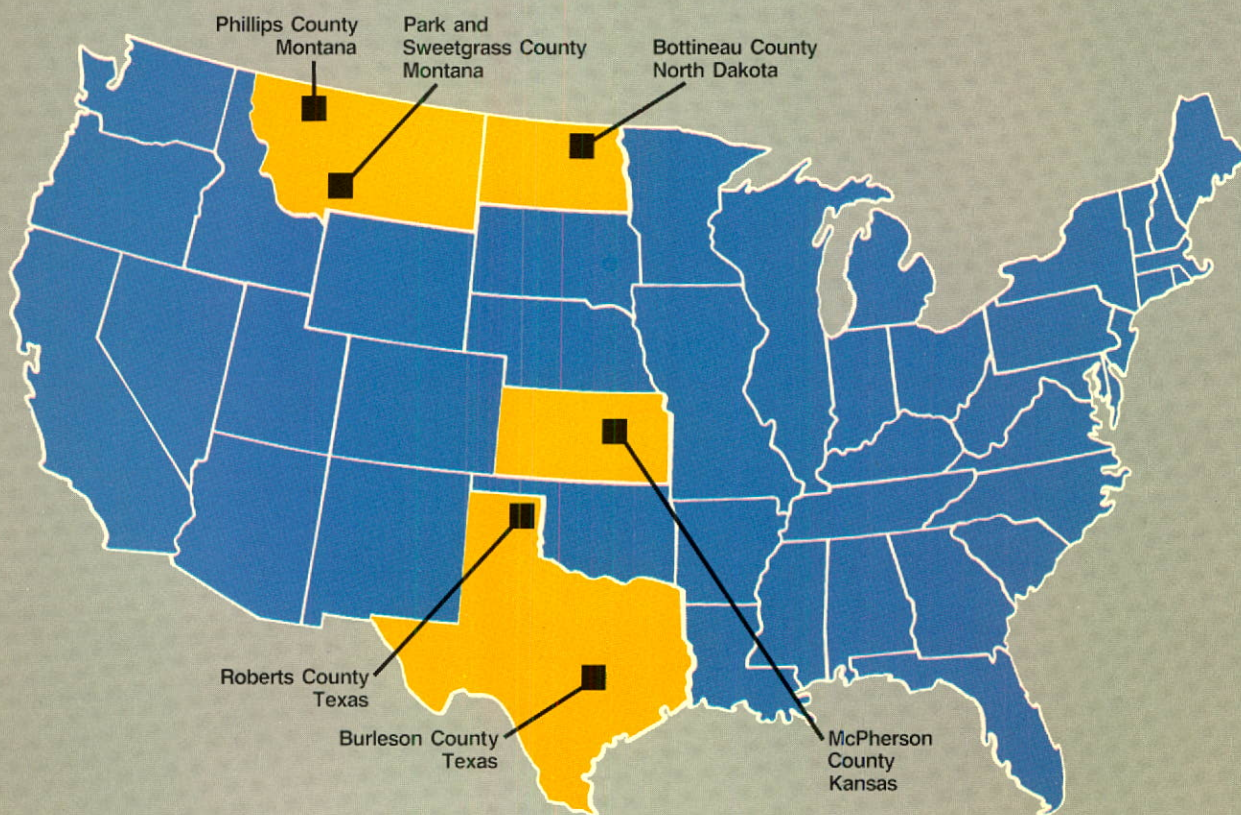 Phillips County
Montana
Park and
Sweetgrass County
Montana
Bottineau County
North Dakota
Roberts County
Texas
Burleson County
Texas
McPherson
County
Kansas